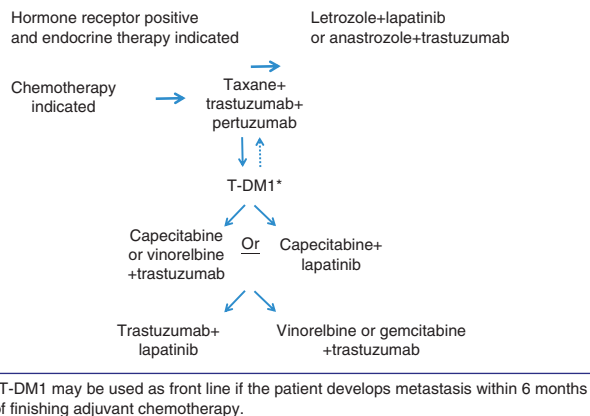 Hormone receptor positive
and endocrine therapy indicated
Letrozole+lapatinib
or anastrozole+trastuzumab
Chemotherapy
indicated
Taxane+
trastuzumab+
pertuzumab
T-DM1*
Capecitabine
or vinorelbine
+trastuzumab
Or
Capecitabine+
lapatinib
Trastuzumab+
lapatinib
Vinorelbine or gemcitabine
+trastuzumab
T-DM1 may be used as front line if the patient develops metastasis within 6 months
of finishing adjuvant chemotherapy.